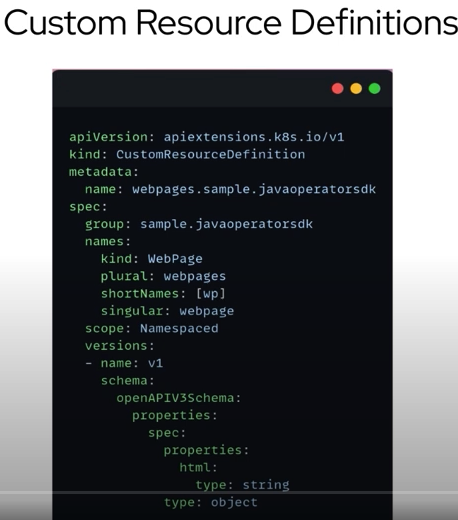 Custom Resource Definitions
apiVersion: apiextensions.k8s.io/v1
kind: CustomResourceDefinition
metadata:
  name: webpages.sample.javaoperatorsdk
spec:
  group: sample.javaoperatorsdk
  names:
    kind: WebPage
    plural: webpages
    shortNames: [wp]
    singular: webpage
  scope: Namespaced
  versions:
  - name: v1
    schema:
      openAPIV3Schema:
        properties:
          spec:
            properties:
              html:
                type: string
            type: object